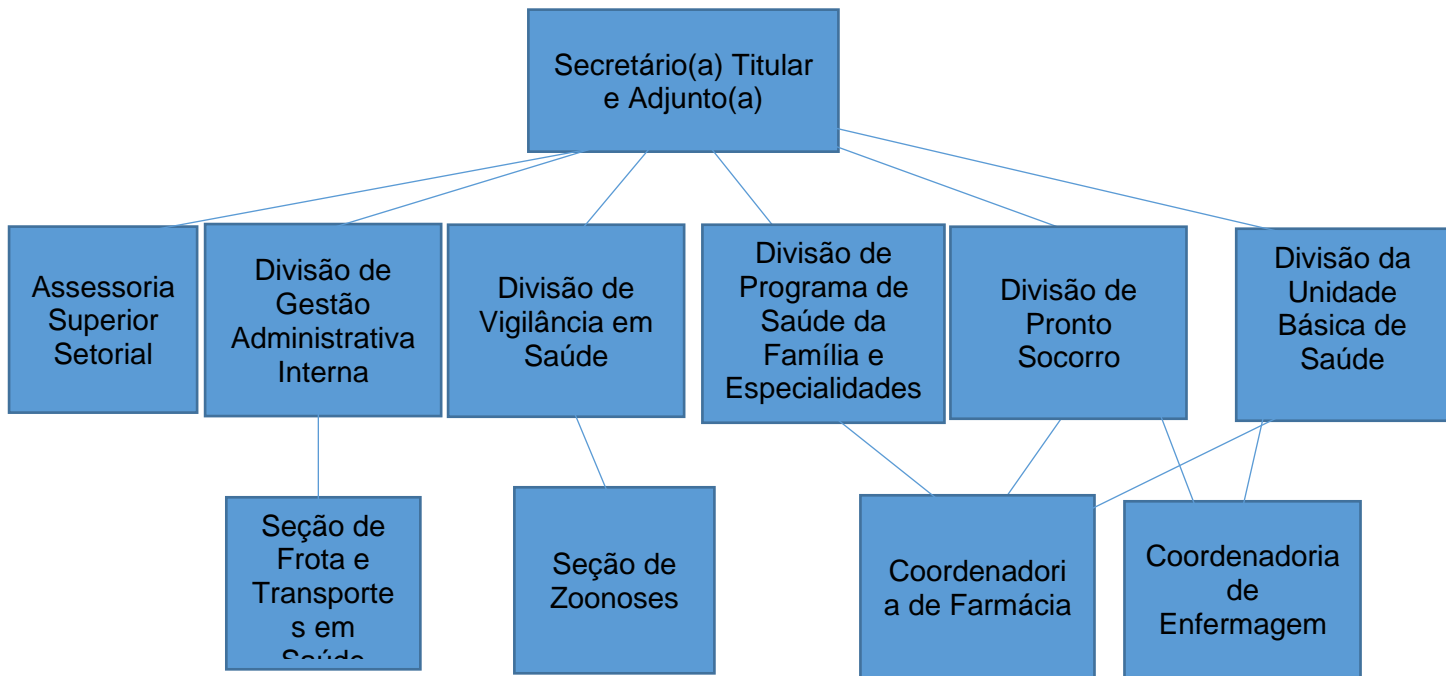 Secretário(a) Titular
e Adjunto(a)
Assessoria
Superior
Setorial
Divisão de
Gestão
Administrativa
Interna
Divisão de
Vigilância em
Saúde
Divisão de
Programa de
Saúde da
Família e
Especialidades
Divisão de
Pronto
Socorro
Divisão da
Unidade
Básica de
Saúde
Seção de
Frota e
Transporte
s em
Saúde
Seção de
Zoonoses
Coordenadori
a de Farmácia
Coordenadoria
de
Enfermagem